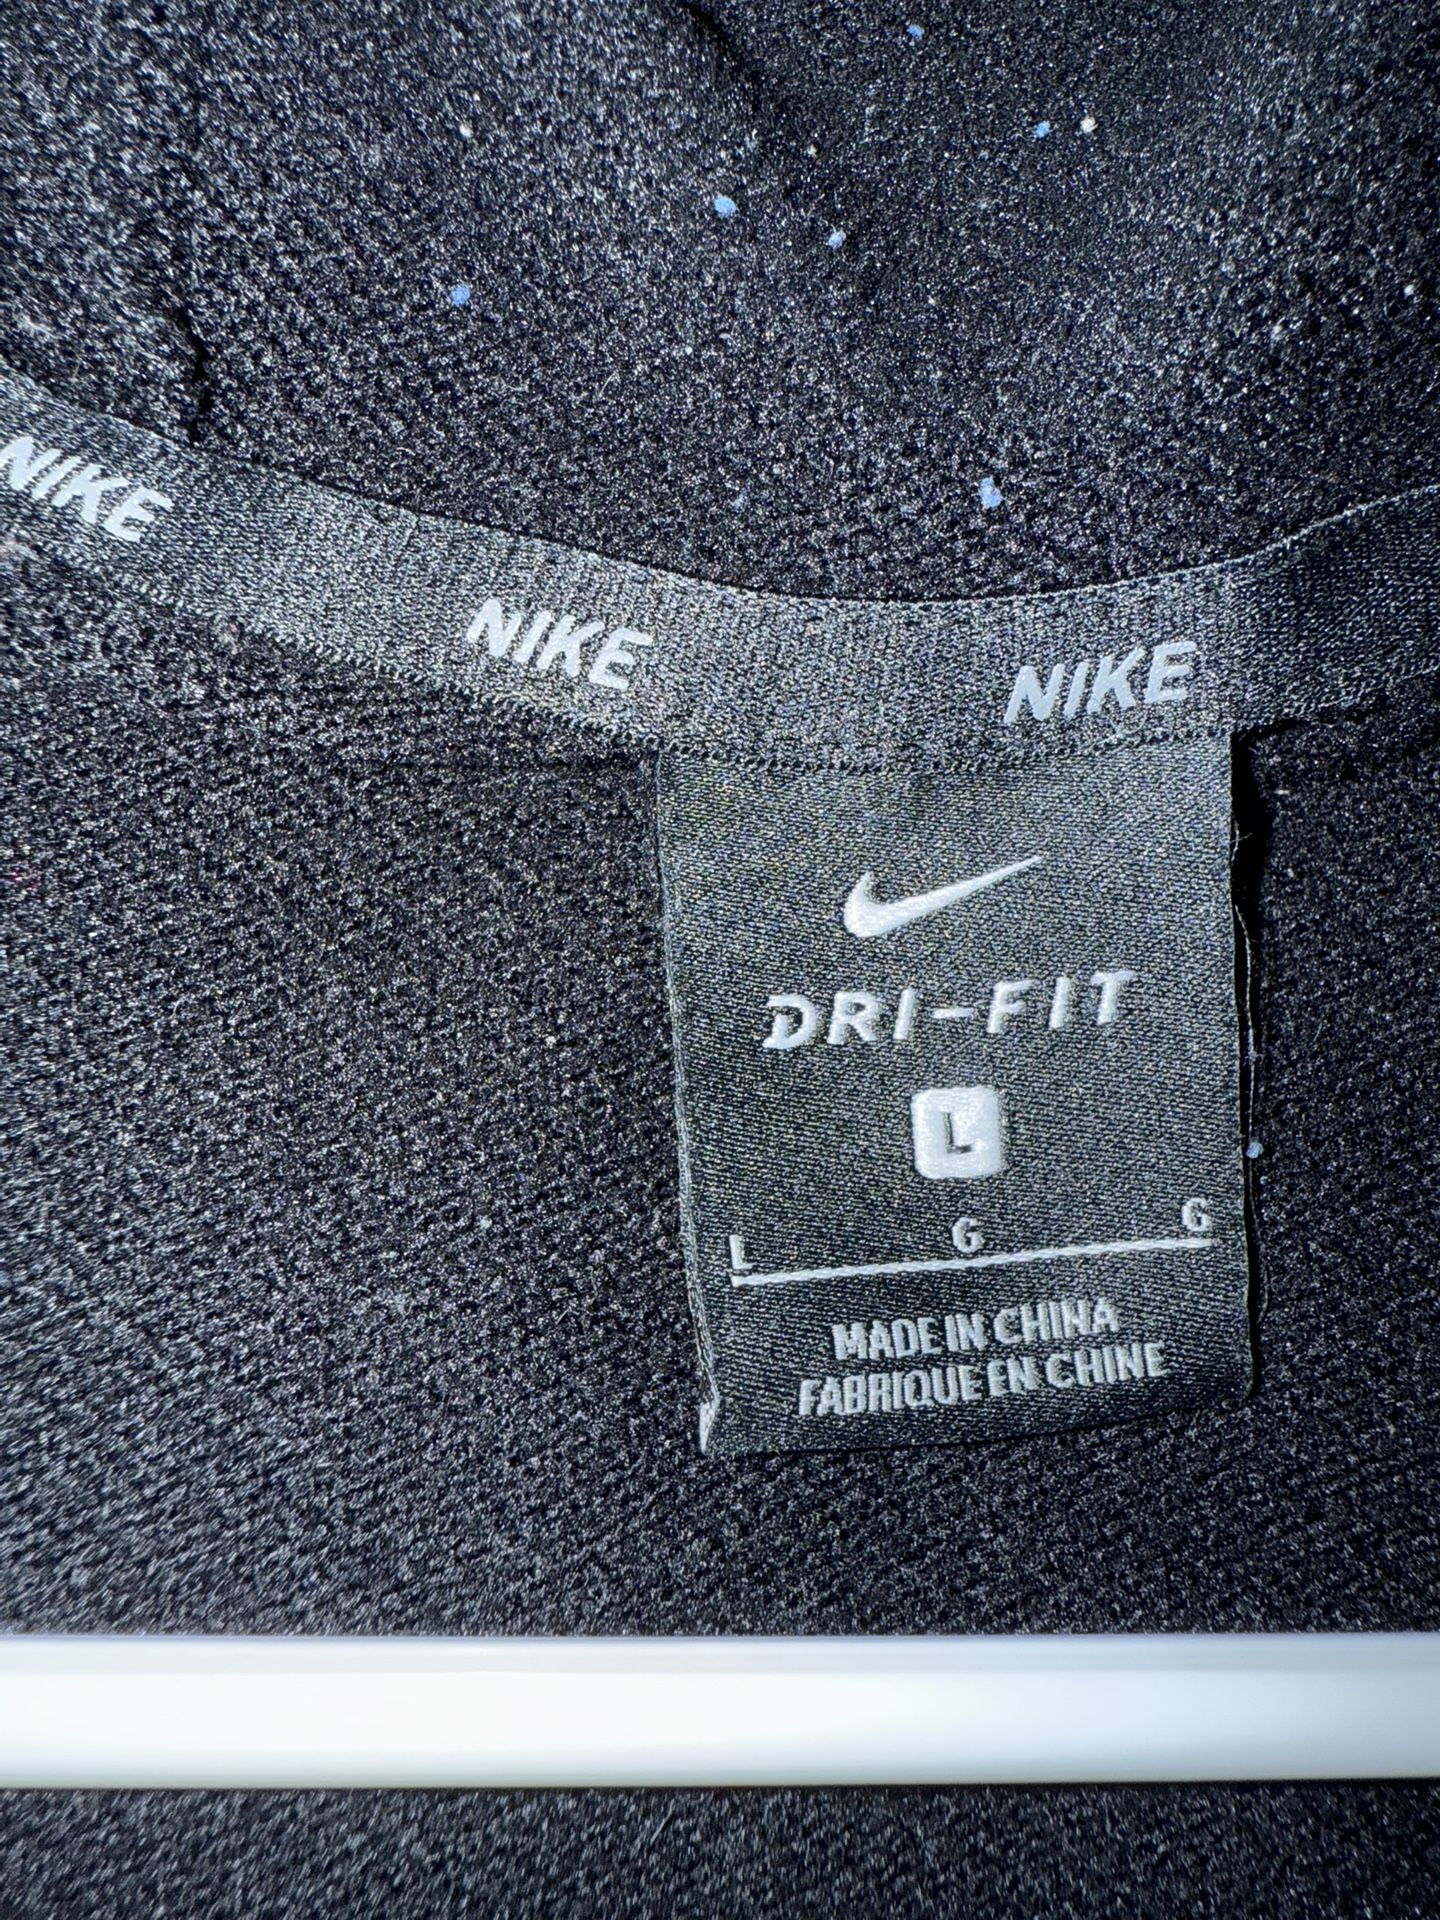 NIKE NIKE NIKE
DRI-FIT
L
L G G
MADE IN CHINA
FABRIQUE EN CHINE